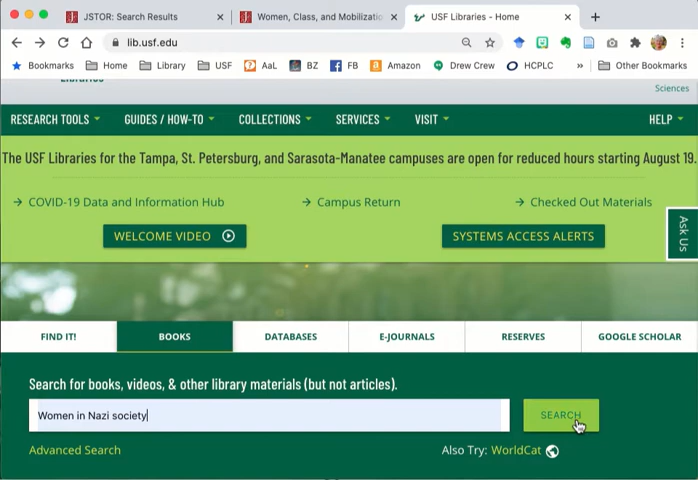 JSTOR: Search Results
Women, Class, and Mobilizatio
USF Libraries - Home
lib.usf.edu
Bookmarks Home Library USF AaL BZ FB Amazon Drew Crew HCPLC » Other Bookmarks
Sciences
RESEARCH TOOLS GUIDES / HOW-TO COLLECTIONS SERVICES VISIT HELP
The USF Libraries for the Tampa, St. Petersburg, and Sarasota-Manatee campuses are open for reduced hours starting August 19.
COVID-19 Data and Information Hub Campus Return Checked Out Materials
WELCOME VIDEO SYSTEMS ACCESS ALERTS
Ask Us
FIND IT! BOOKS DATABASES E-JOURNALS RESERVES GOOGLE SCHOLAR
Search for books, videos, & other library materials (but not articles).
Women in Nazi society SEARCH
Advanced Search Also Try: WorldCat